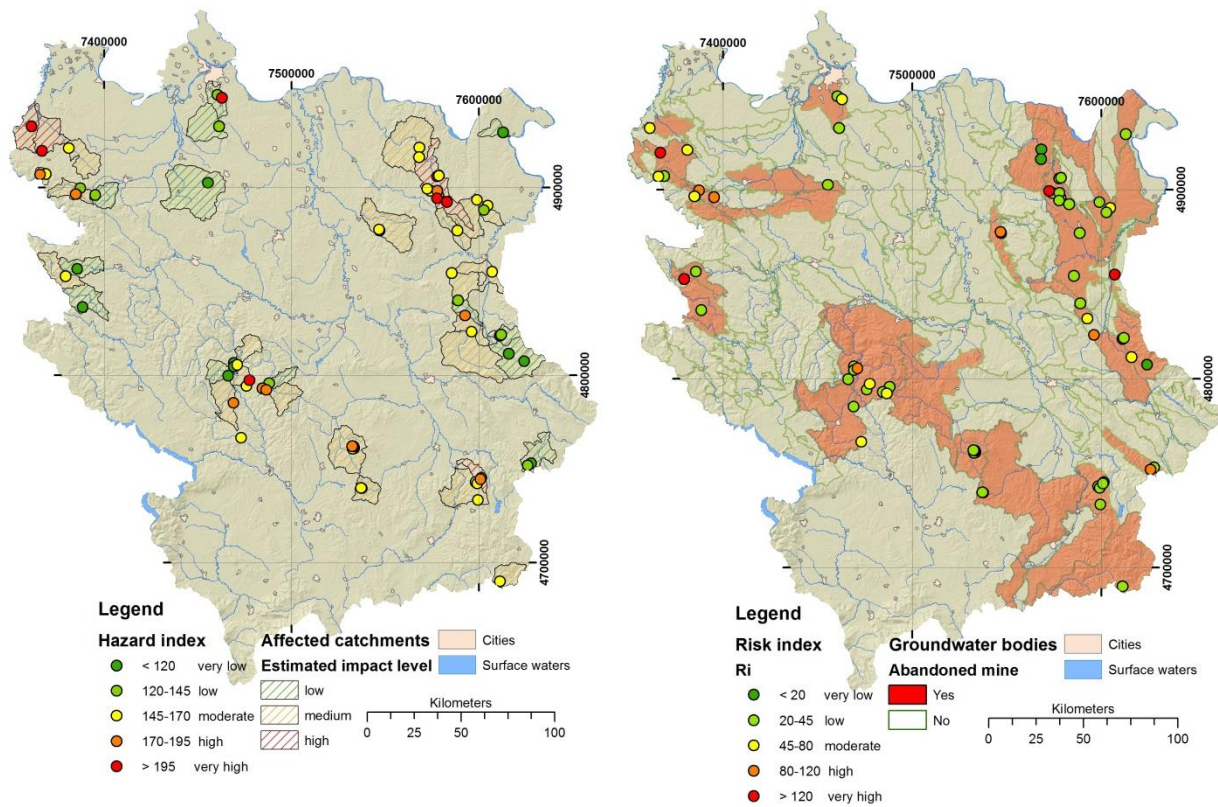 7400000
7500000
7600000
4900000
4800000
4700000
Legend
Hazard index
< 120 very low
120-145 low
145-170 moderate
170-195 high
> 195 very high
Affected catchments
Estimated impact level
low
medium
high
Cities
Surface waters
Kilometers
0 25 50 100
7400000
7500000
7600000
4900000
4800000
4700000
Legend
Risk index
Ri
< 20 very low
20-45 low
45-80 moderate
80-120 high
> 120 very high
Groundwater bodies
Abandoned mine
Yes
No
Cities
Surface waters
Kilometers
0 25 50 100